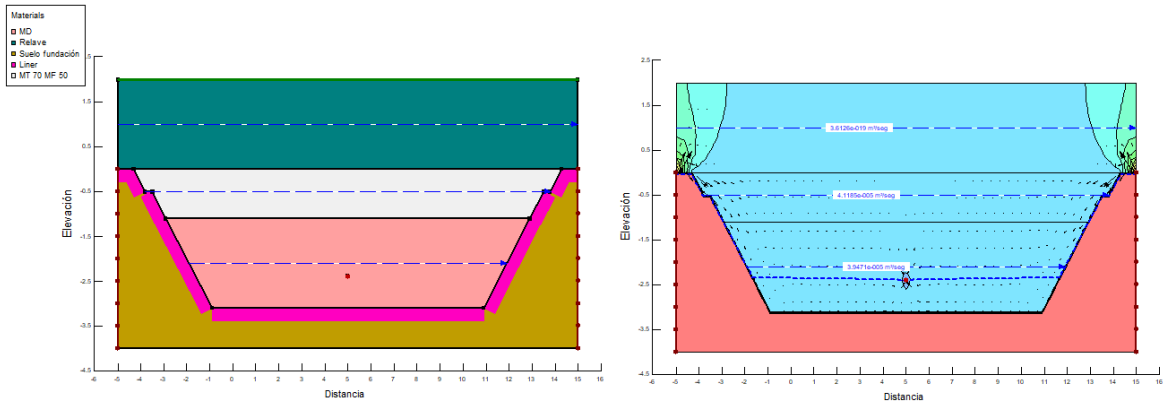 Materials
MD
Relave
Suelo fundación
Liner
MT 70 MF 50
1.5
1.5
0.5
-0.5
-1.5
-2.5
-3.5
-4.5
Elevación
-6 -5 -4 -3 -2 -1 0 1 2 3 4 5 6 7 8 9 10 11 12 13 14 15 16
Distancia
2.5
1.5
0.5
-0.5
-1.5
-2.5
-3.5
-4.5
Elevación
3.6126e-019 m³/seg
4.1185e-005 m³/seg
3.9471e-005 m³/seg
-6 -5 -4 -3 -2 -1 0 1 2 3 4 5 6 7 8 9 10 11 12 13 14 15 16
Distancia